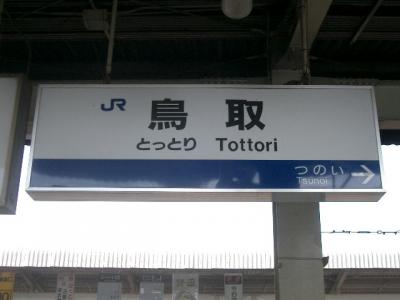 JR 鳥取
とっとり Tottori
つのい →
Tsunoi